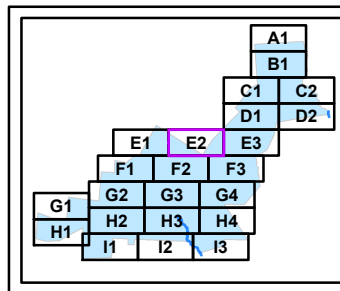 A1
B1
C1 C2
D1 D2
E1 E2 E3
F1 F2 F3
G1 G2 G3 G4
H1 H2 H3 H4
I1 I2 I3